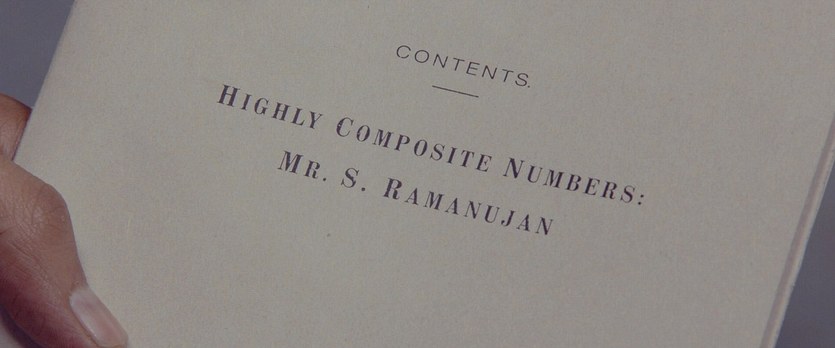 CONTENTS.
HIGHLY COMPOSITE NUMBERS:
MR. S. RAMANUJAN